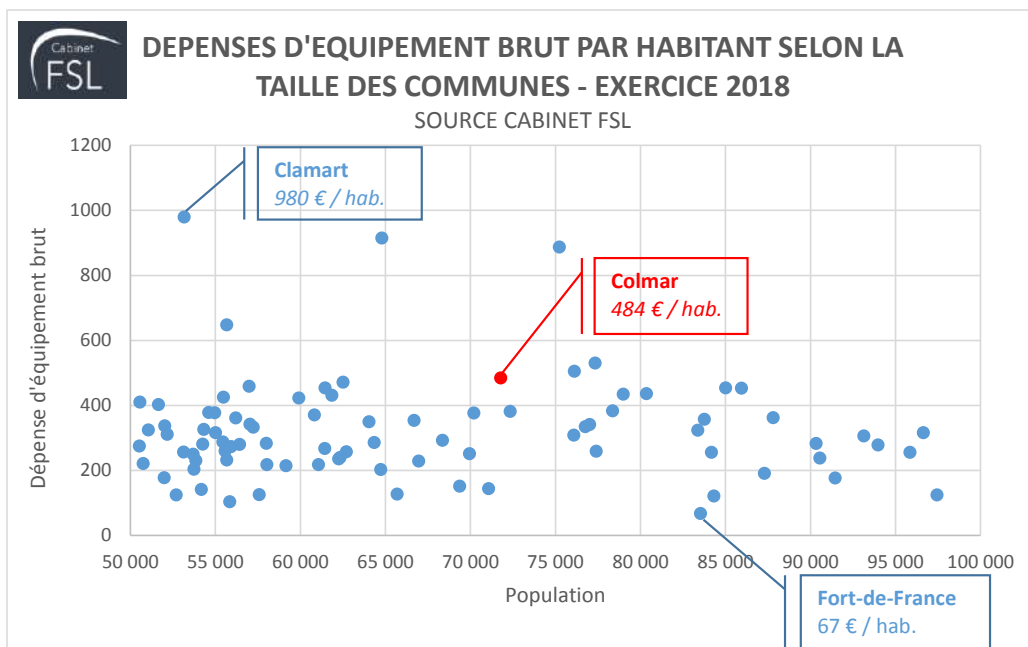 Cabinet
FSL
DEPENSES D'EQUIPEMENT BRUT PAR HABITANT SELON LA
TAILLE DES COMMUNES - EXERCICE 2018
SOURCE CABINET FSL
Dépense d'équipement brut
1200
1000
800
600
400
200
0
Clamart
980 € / hab.
Colmar
484 € / hab.
50 000
55 000
60 000
65 000
70 000
75 000
80 000
85 000
90 000
95 000
100 000
Population
Fort-de-France
67 € / hab.